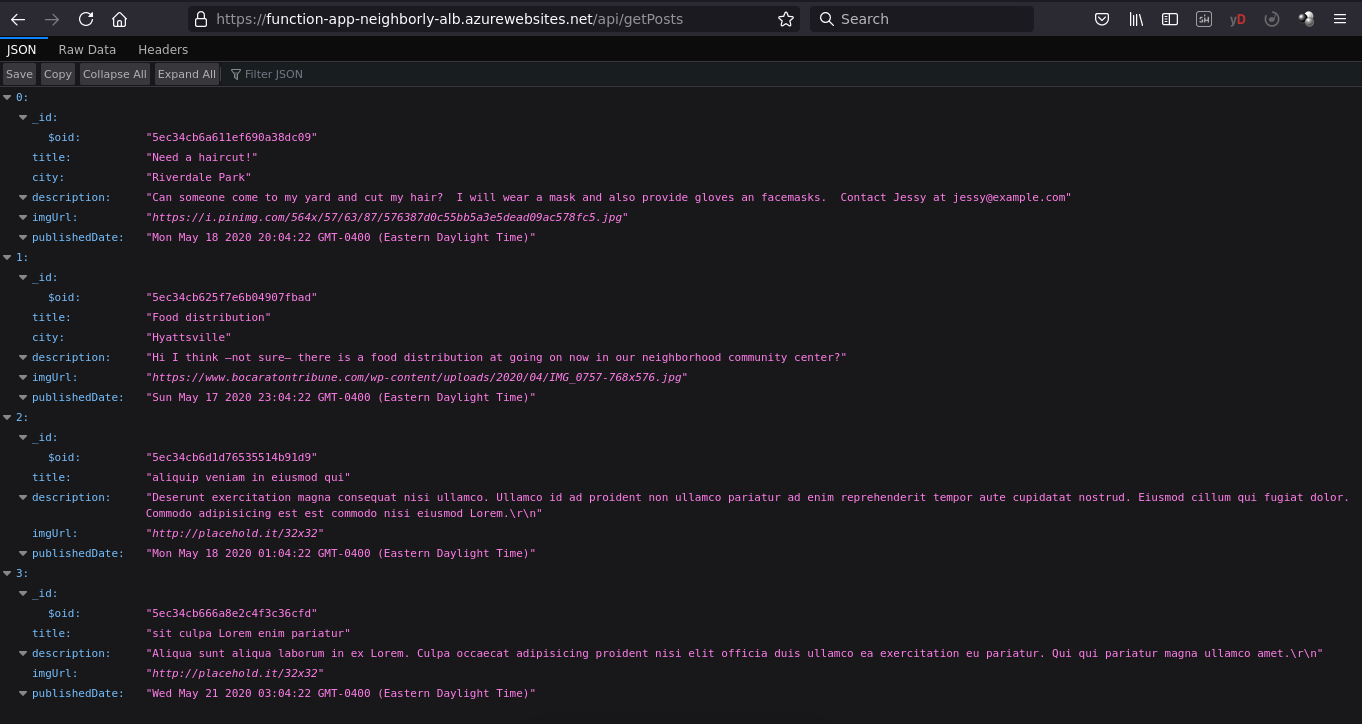 https://function-app-neighborly-alb.azurewebsites.net/api/getPosts Search
JSON Raw Data Headers
Save Copy Collapse All Expand All Filter JSON
0:
_id:
$oid: "5ec34cb6a611ef690a38dc09"
title: "Need a haircut!"
city: "Riverdale Park"
description: "Can someone come to my yard and cut my hair?  I will wear a mask and also provide gloves an facemasks.  Contact Jessy at jessy@example.com"
imgUrl: "https://i.pinimg.com/564x/57/63/87/576387d0c55bb5a3e5dead09ac578fc5.jpg"
publishedDate: "Mon May 18 2020 20:04:22 GMT-0400 (Eastern Daylight Time)"
1:
_id:
$oid: "5ec34cb625f7e6b04907fbad"
title: "Food distribution"
city: "Hyattsville"
description: "Hi I think —not sure— there is a food distribution at going on now in our neighborhood community center?"
imgUrl: "https://www.bocaratontribune.com/wp-content/uploads/2020/04/IMG_0757-768x576.jpg"
publishedDate: "Sun May 17 2020 23:04:22 GMT-0400 (Eastern Daylight Time)"
2:
_id:
$oid: "5ec34cb6d1d76535514b91d9"
title: "aliquip veniam in eiusmod qui"
description: "Deserunt exercitation magna consequat nisi ullamco. Ullamco id ad proident non ullamco pariatur ad enim reprehenderit tempor aute cupidatat nostrud. Eiusmod cillum qui fugiat dolor.
Commodo adipisicing est est commodo nisi eiusmod Lorem.\r\n"
imgUrl: "http://placehold.it/32x32"
publishedDate: "Mon May 18 2020 01:04:22 GMT-0400 (Eastern Daylight Time)"
3:
_id:
$oid: "5ec34cb666a8e2c4f3c36cfd"
title: "sit culpa Lorem enim pariatur"
description: "Aliqua sunt aliqua laborum in ex Lorem. Culpa occaecat adipisicing proident nisi elit officia duis ullamco ea exercitation eu pariatur. Qui qui pariatur magna ullamco amet.\r\n"
imgUrl: "http://placehold.it/32x32"
publishedDate: "Wed May 21 2020 03:04:22 GMT-0400 (Eastern Daylight Time)"